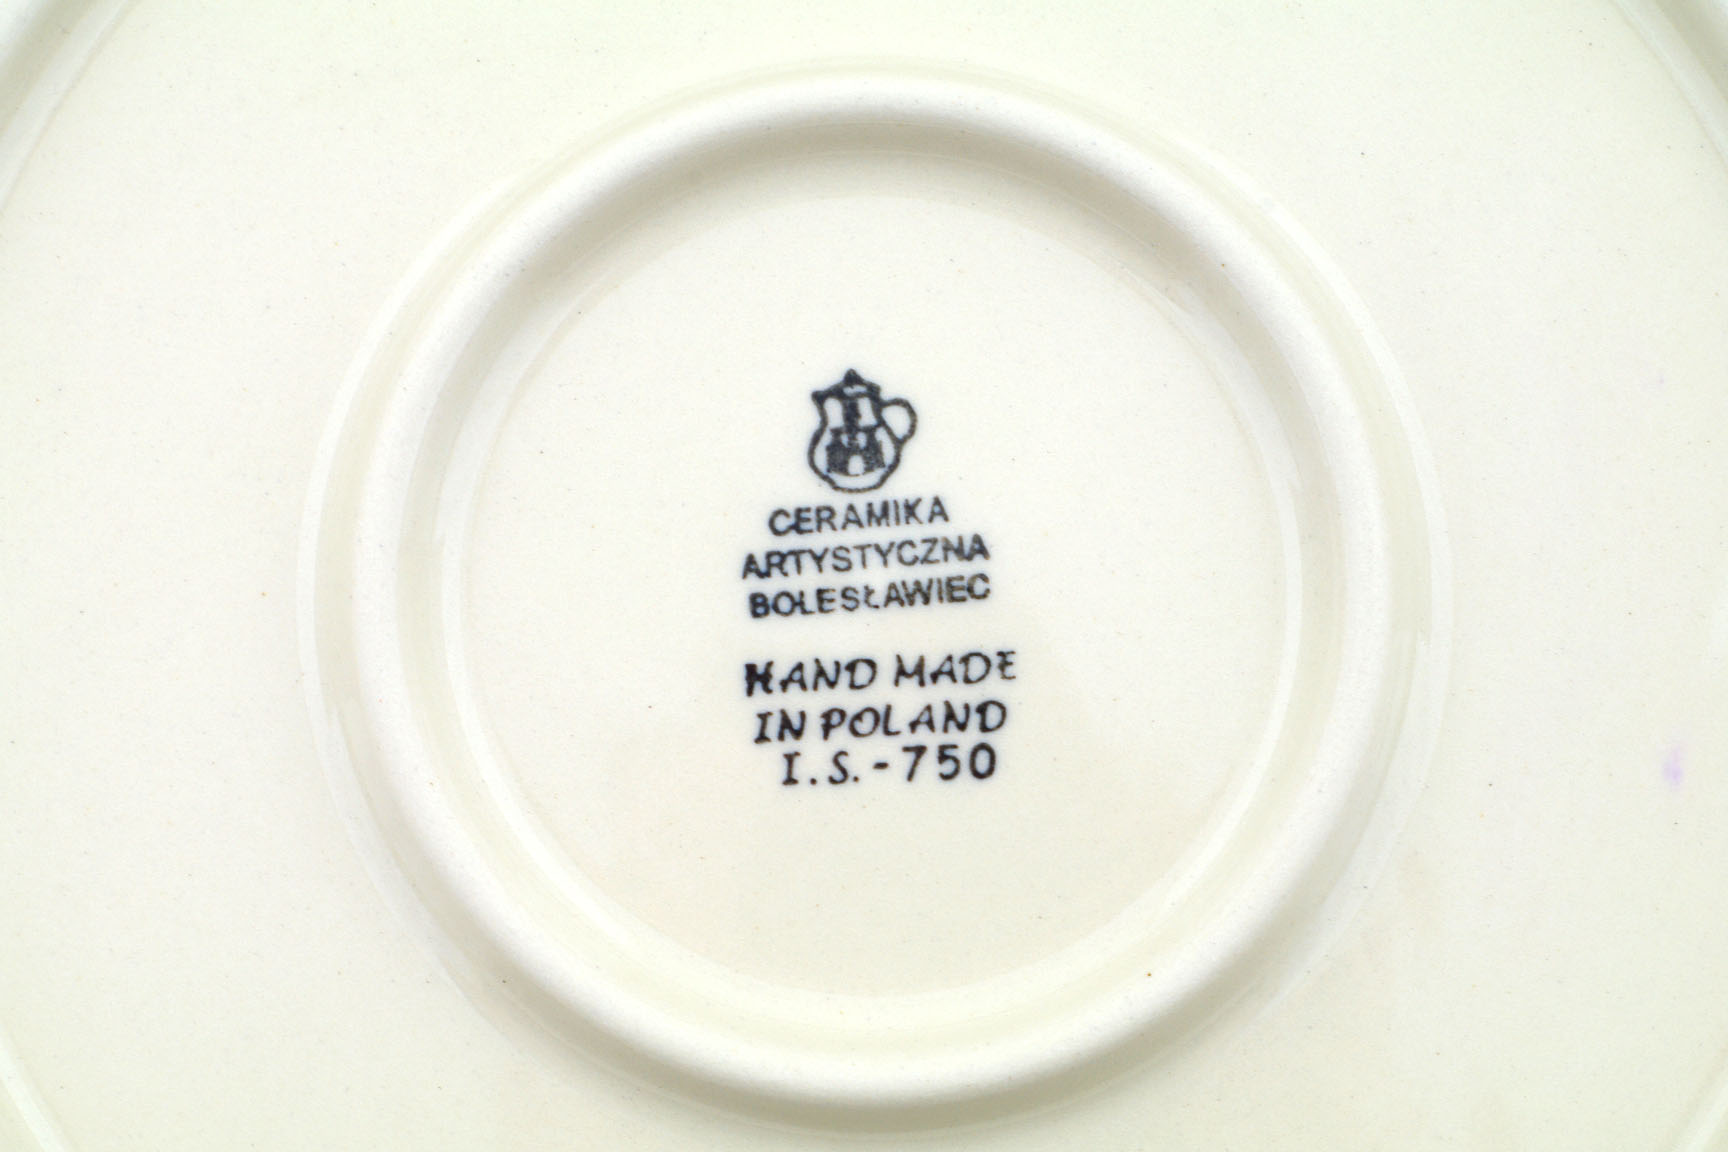 CERAMIKA
ARTYSTYCZNA
BOLESŁAWIEC
HAND MADE
IN POLAND
I.S.-750